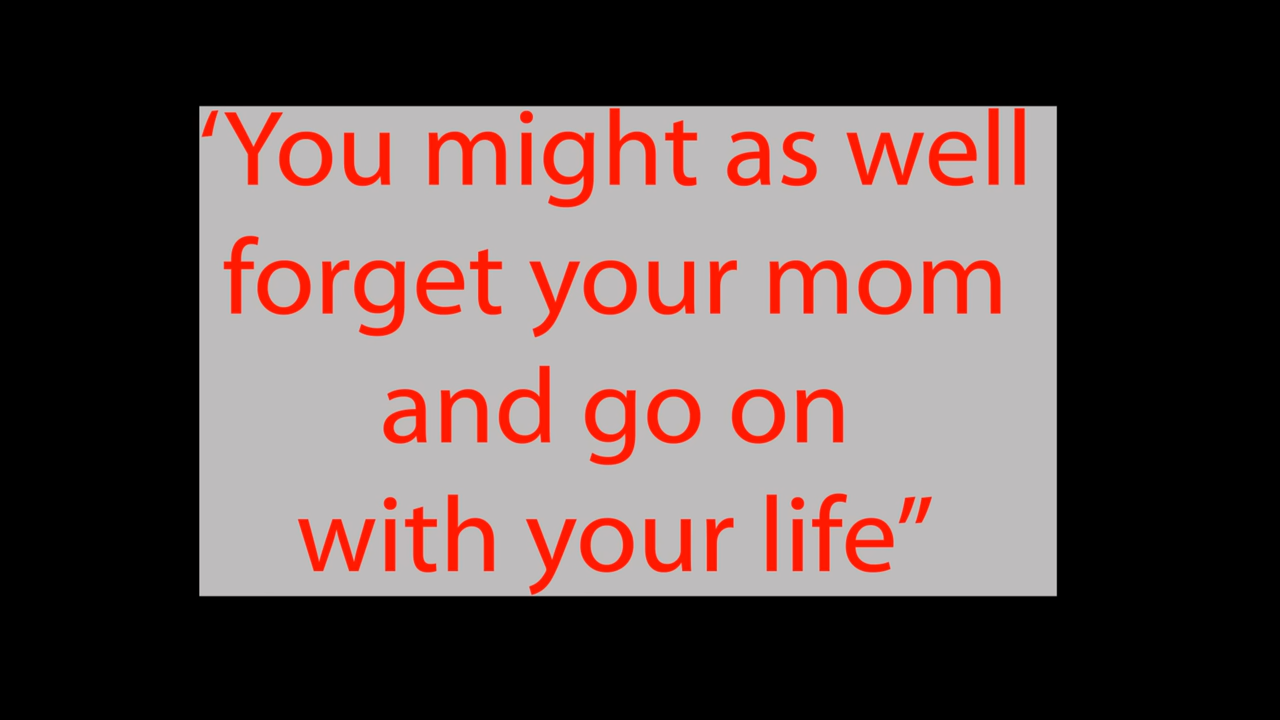 ‘You might as well
forget your mom
and go on
with your life”